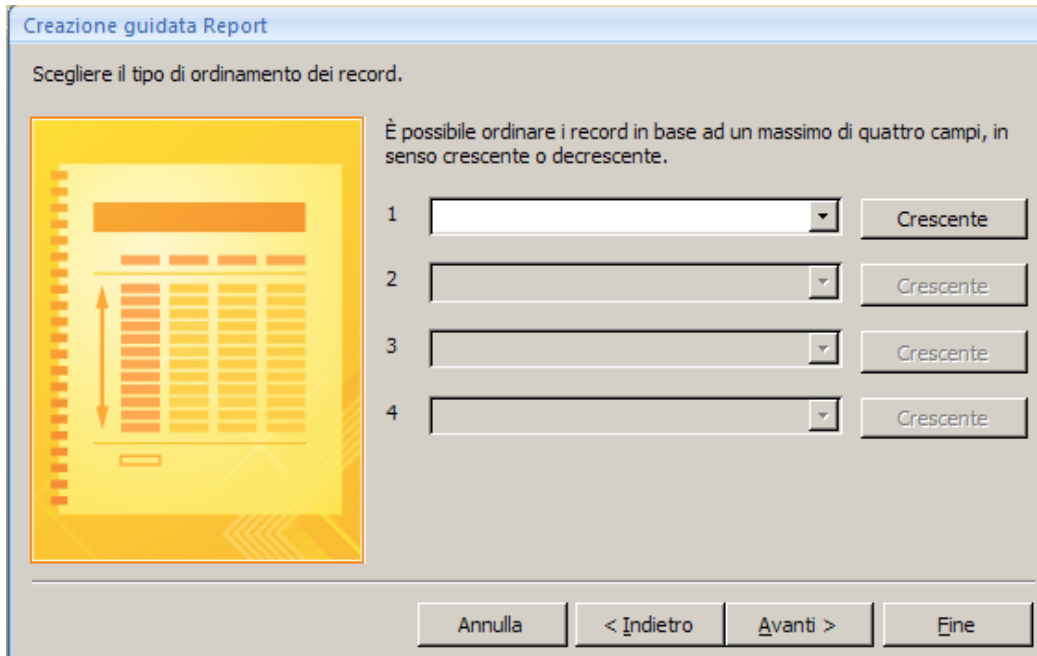 Creazione guidata Report
Scegliere il tipo di ordinamento dei record.
È possibile ordinare i record in base ad un massimo di quattro campi, in
senso crescente o decrescente.
1 Crescente
2 Crescente
3 Crescente
4 Crescente
Annulla < Indietro Avanti > Fine